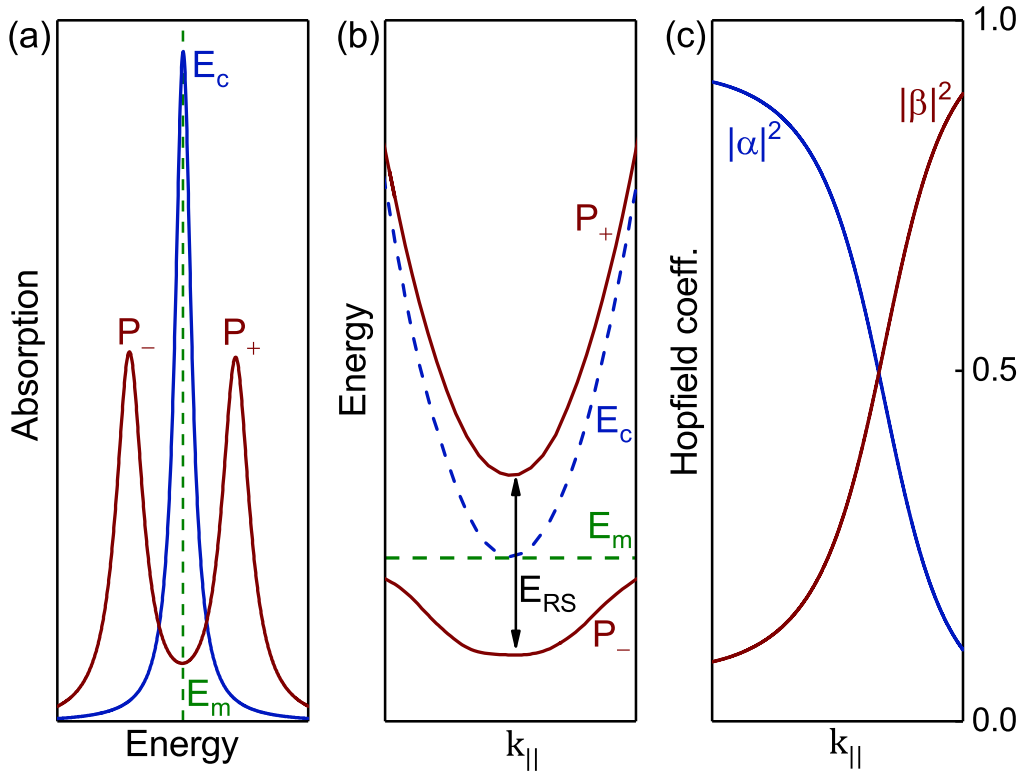 (a)
E_c
P_−
P_+
E_m
Absorption
Energy
(b)
P_+
E_c
E_m
E_RS
P_−
Energy
k_||
(c)
|α|²
|β|²
Hopfield coeff.
1.0
0.5
0.0
k_||